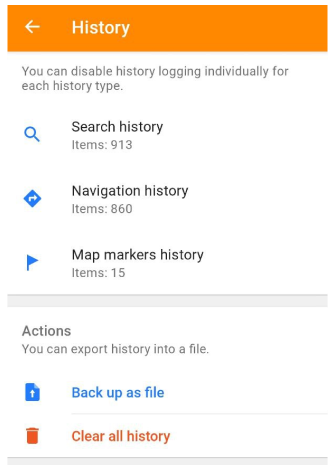 History
You can disable history logging individually for
each history type.
Search history
Items: 913
Navigation history
Items: 860
Map markers history
Items: 15
Actions
You can export history into a file.
Back up as file
Clear all history